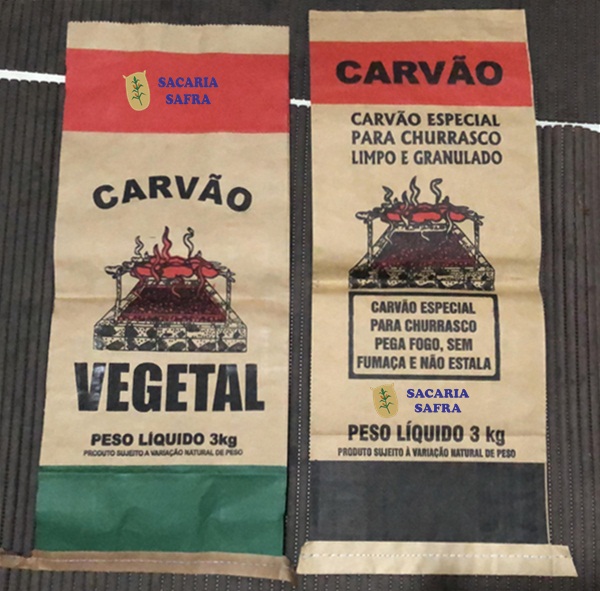 SACARIA
SAFRA
CARVÃO
VEGETAL
PESO LÍQUIDO 3kg
PRODUTO SUJEITO A VARIAÇÃO NATURAL DE PESO
CARVÃO
CARVÃO ESPECIAL
PARA CHURRASCO
LIMPO E GRANULADO
CARVÃO ESPECIAL
PARA CHURRASCO
PEGA FOGO, SEM
FUMAÇA E NÃO ESTALA
SACARIA
SAFRA
PESO LÍQUIDO 3 kg
PRODUTO SUJEITO À VARIAÇÃO NATURAL DE PESO